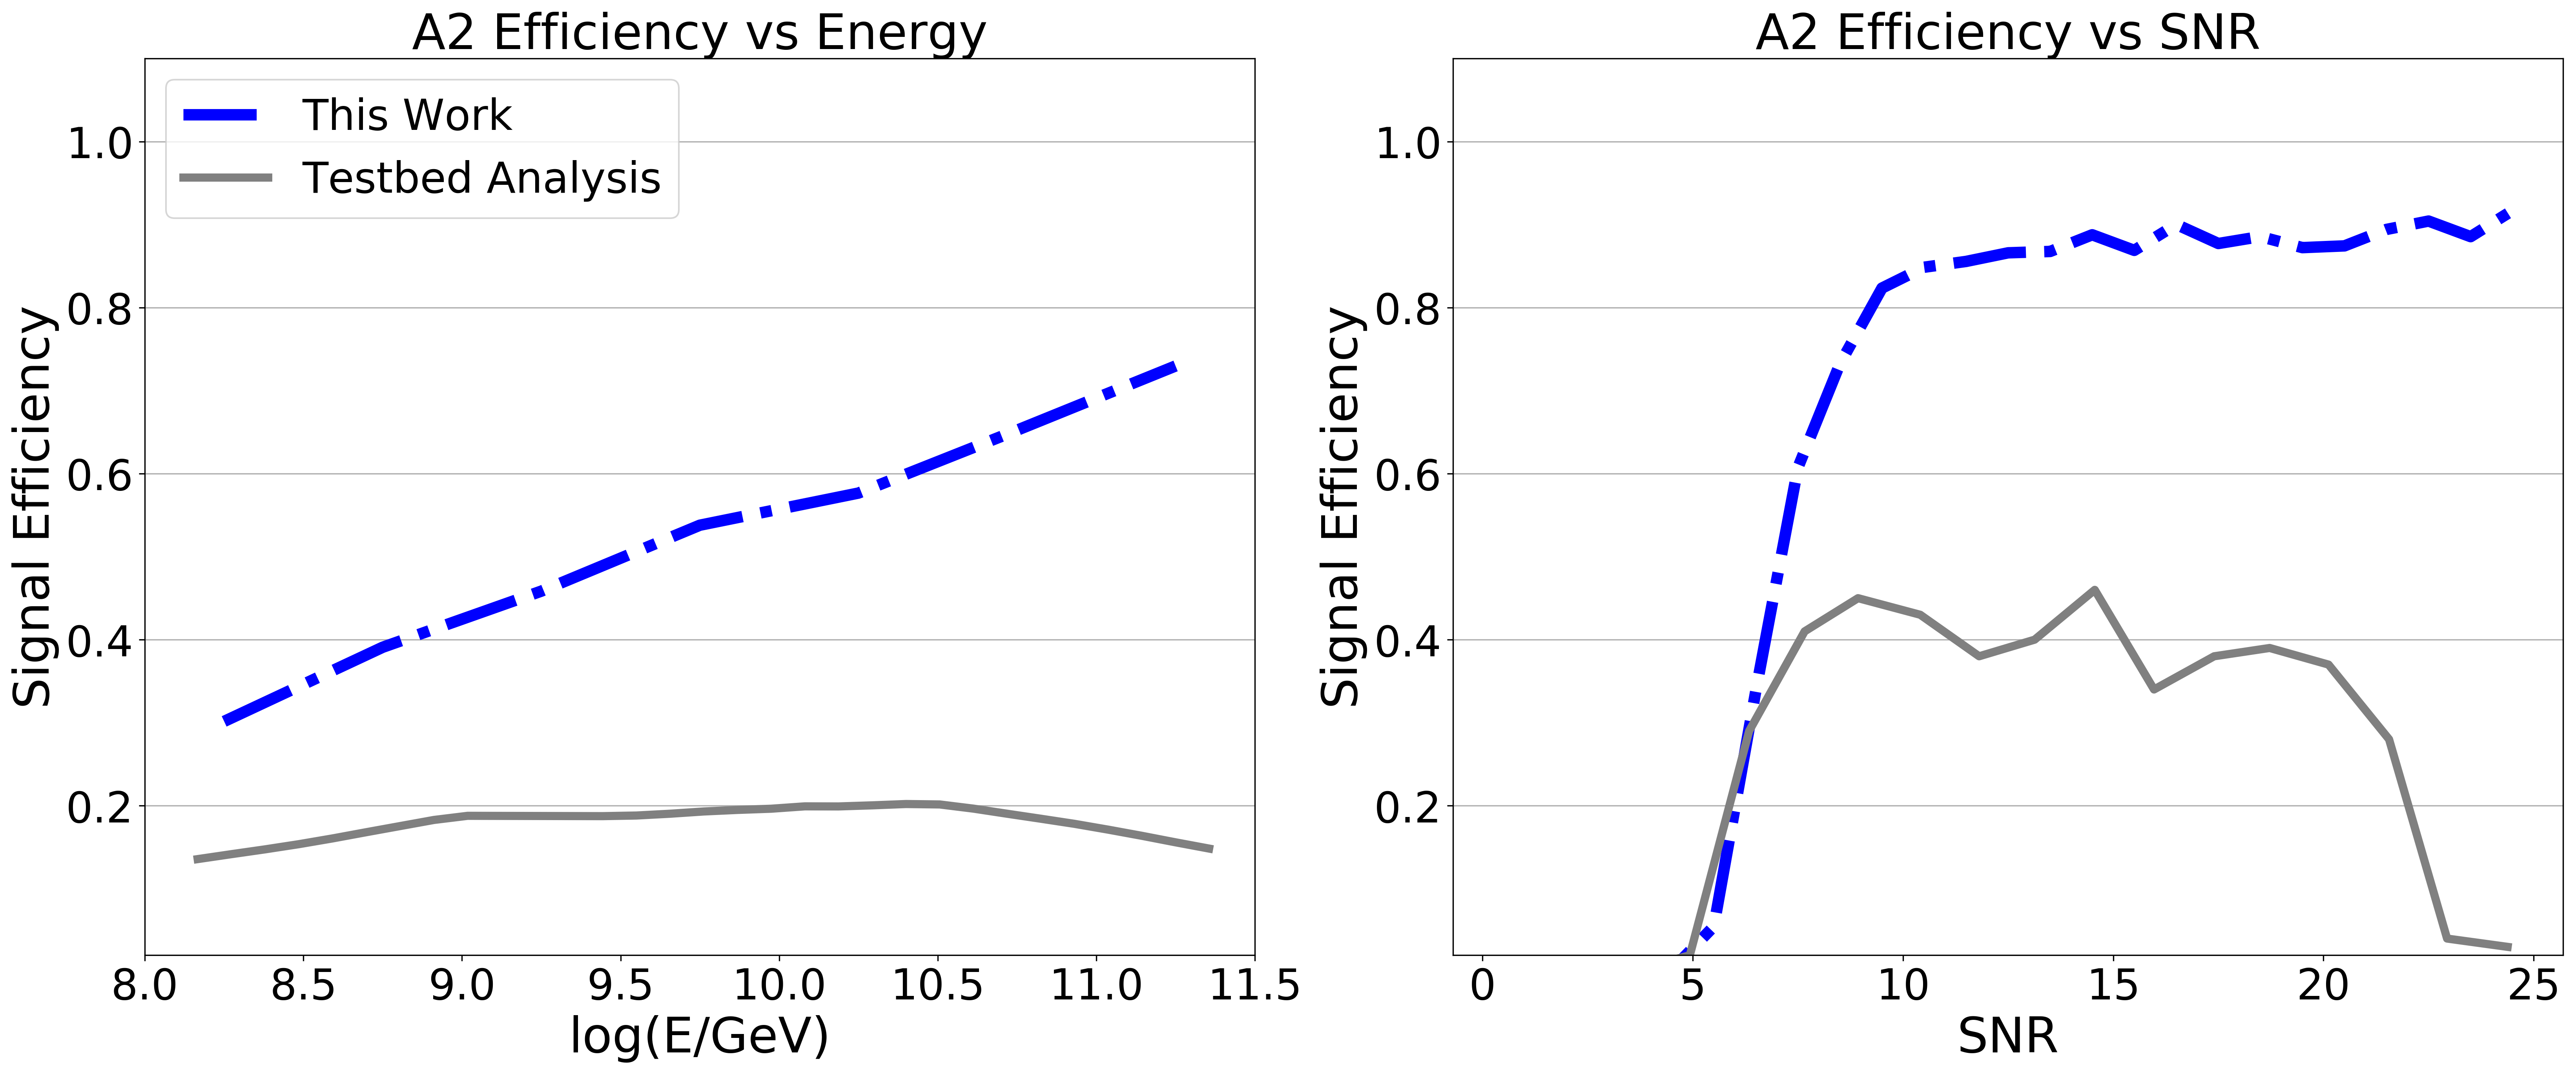 A2 Efficiency vs Energy
This Work
Testbed Analysis
Signal Efficiency
1.0
0.8
0.6
0.4
0.2
8.0 8.5 9.0 9.5 10.0 10.5 11.0 11.5
log(E/GeV)
A2 Efficiency vs SNR
Signal Efficiency
1.0
0.8
0.6
0.4
0.2
0 5 10 15 20 25
SNR